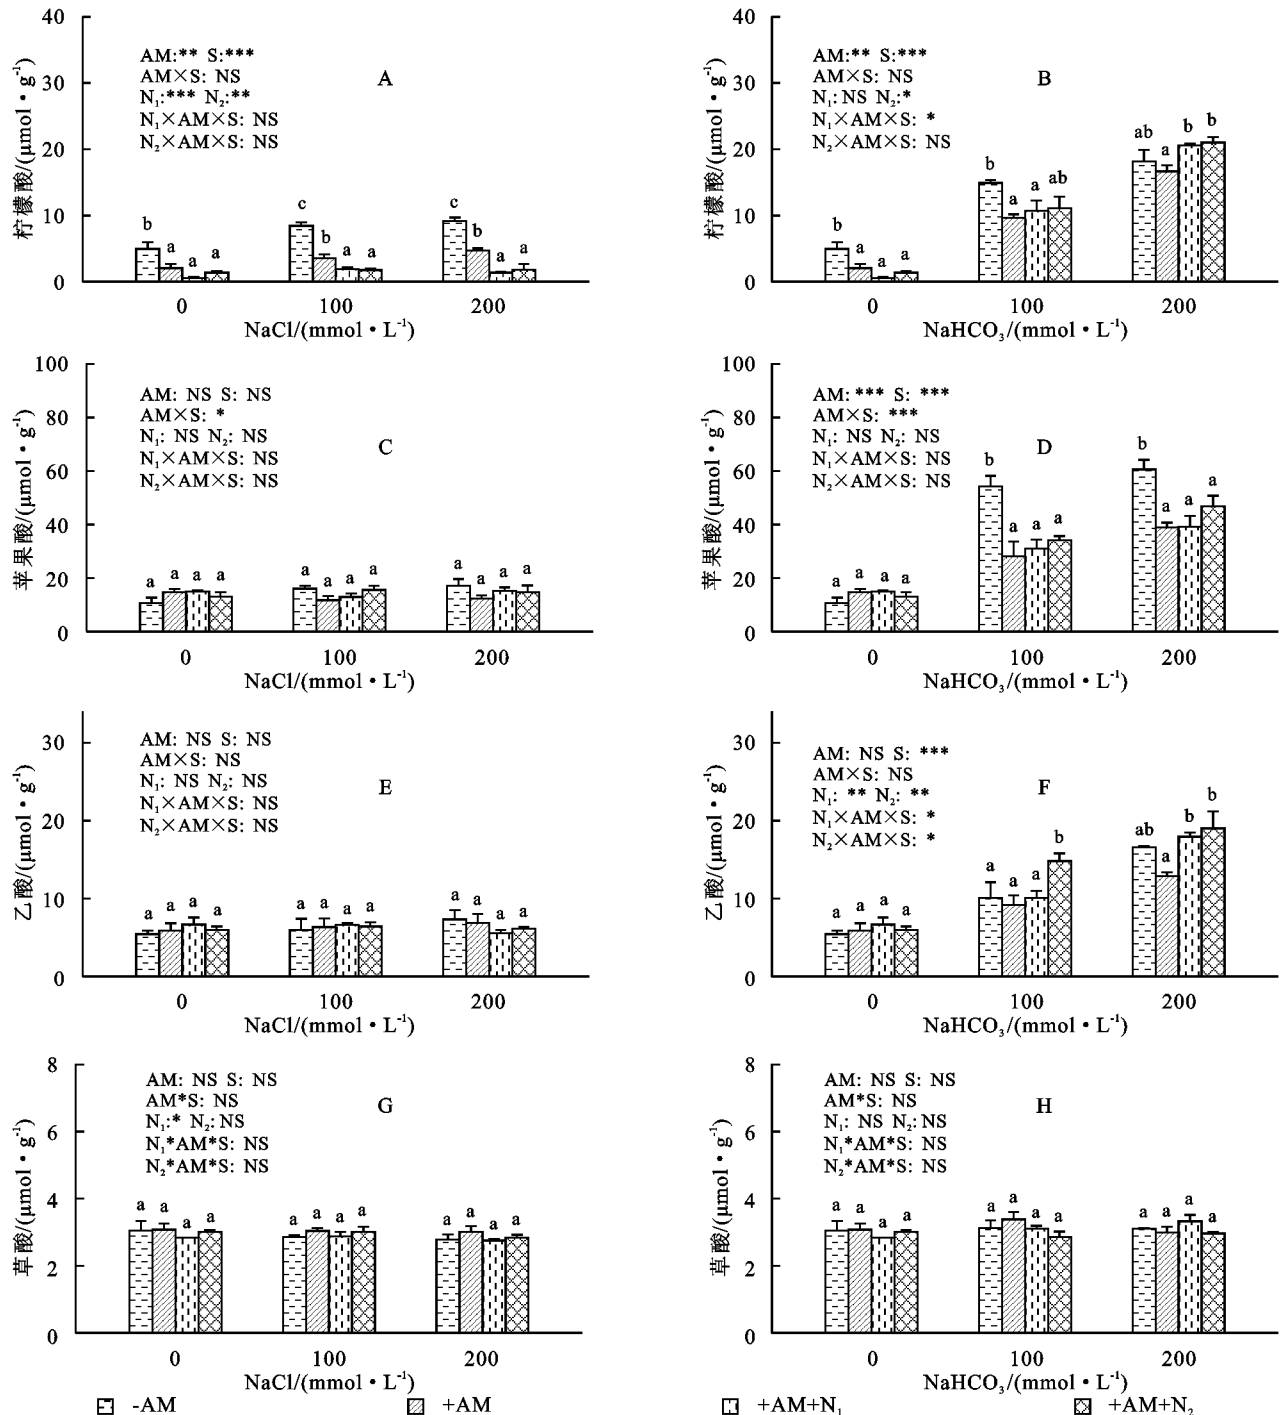 40
30
20
10
0
柠檬酸/(μmol·g⁻¹)
AM:** S:***
AM×S: NS
N₁:*** N₂:**
N₁×AM×S: NS
N₂×AM×S: NS
A
b a a a
c b a a
c b a a
0 100 200
NaCl/(mmol·L⁻¹)
40
30
20
10
0
柠檬酸/(μmol·g⁻¹)
AM:** S:***
AM×S: NS
N₁: NS N₂:*
N₁×AM×S: *
N₂×AM×S: NS
B
b a a a
b a a ab
ab a b b
0 100 200
NaHCO₃/(mmol·L⁻¹)
100
80
60
40
20
0
苹果酸/(μmol·g⁻¹)
AM: NS S: NS
AM×S: *
N₁: NS N₂: NS
N₁×AM×S: NS
N₂×AM×S: NS
C
a a a a
a a a a
a a a a
0 100 200
NaCl/(mmol·L⁻¹)
100
80
60
40
20
0
苹果酸/(μmol·g⁻¹)
AM: *** S: ***
AM×S: ***
N₁: NS N₂: NS
N₁×AM×S: NS
N₂×AM×S: NS
D
a a a a
b a a a
b a a a
0 100 200
NaHCO₃/(mmol·L⁻¹)
30
20
10
0
乙酸/(μmol·g⁻¹)
AM: NS S: NS
AM×S: NS
N₁: NS N₂: NS
N₁×AM×S: NS
N₂×AM×S: NS
E
a a a a
a a a a
a a a a
0 100 200
NaCl/(mmol·L⁻¹)
30
20
10
0
乙酸/(μmol·g⁻¹)
AM: NS S: ***
AM×S: NS
N₁: ** N₂: **
N₁×AM×S: *
N₂×AM×S: *
F
a a a a
a a a b
ab a b b
0 100 200
NaHCO₃/(mmol·L⁻¹)
8
6
4
2
0
草酸/(μmol·g⁻¹)
AM: NS S: NS
AM*S: NS
N₁:* N₂: NS
N₁*AM*S: NS
N₂*AM*S: NS
G
a a a a
a a a a
a a a a
0 100 200
NaCl/(mmol·L⁻¹)
8
6
4
2
0
草酸/(μmol·g⁻¹)
AM: NS S: NS
AM*S: NS
N₁: NS N₂: NS
N₁*AM*S: NS
N₂*AM*S: NS
H
a a a a
a a a a
a a a a
0 100 200
NaHCO₃/(mmol·L⁻¹)
-AM +AM +AM+N₁ +AM+N₂